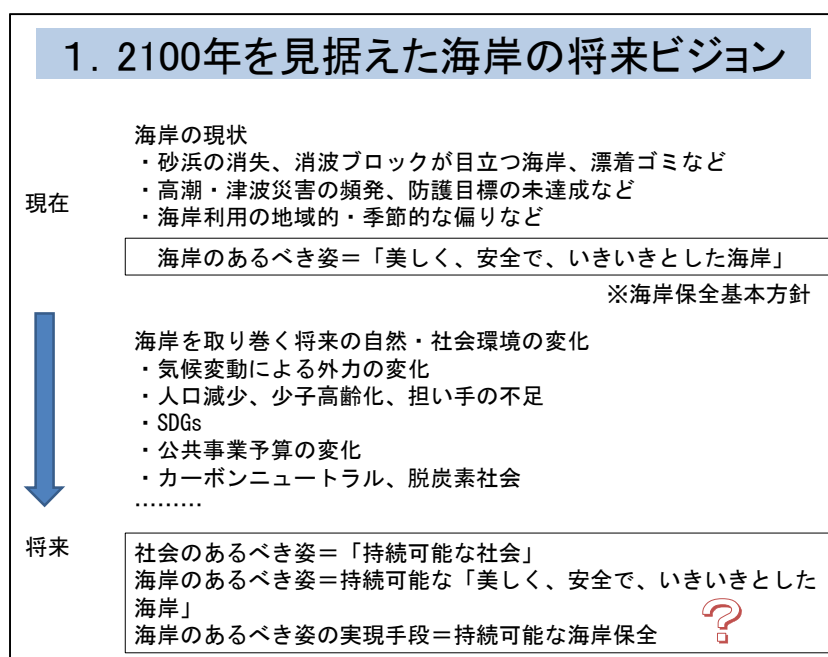 １．2100年を見据えた海岸の将来ビジョン
海岸の現状
・砂浜の消失、消波ブロックが目立つ海岸、漂着ゴミなど
・高潮・津波災害の頻発、防護目標の未達成など
・海岸利用の地域的・季節的な偏りなど
現在
海岸のあるべき姿＝「美しく、安全で、いきいきとした海岸」
※海岸保全基本方針
海岸を取り巻く将来の自然・社会環境の変化
・気候変動による外力の変化
・人口減少、少子高齢化、担い手の不足
・SDGs
・公共事業予算の変化
・カーボンニュートラル、脱炭素社会
………
将来
社会のあるべき姿＝「持続可能な社会」
海岸のあるべき姿＝持続可能な「美しく、安全で、いきいきとした
海岸」
海岸のあるべき姿の実現手段＝持続可能な海岸保全
?